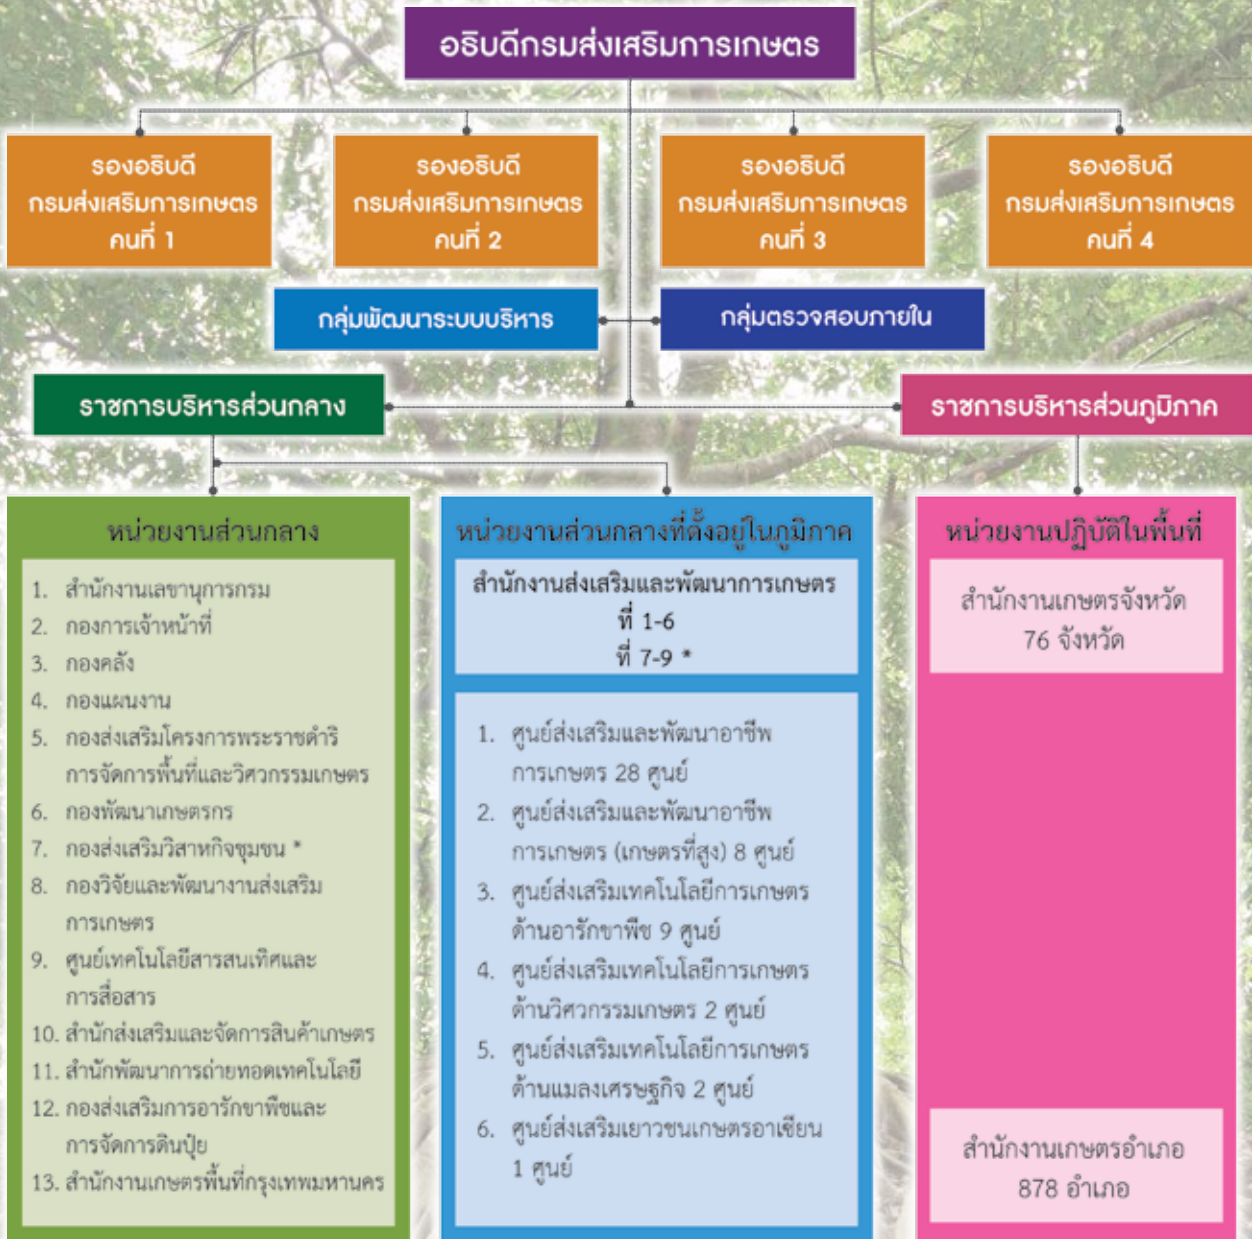 อธิบดีกรมส่งเสริมการเกษตร
รองอธิบดี
กรมส่งเสริมการเกษตร
คนที่ 1
รองอธิบดี
กรมส่งเสริมการเกษตร
คนที่ 2
รองอธิบดี
กรมส่งเสริมการเกษตร
คนที่ 3
รองอธิบดี
กรมส่งเสริมการเกษตร
คนที่ 4
กลุ่มพัฒนาระบบบริหาร
กลุ่มตรวจสอบภายใน
ราชการบริหารส่วนกลาง
ราชการบริหารส่วนภูมิภาค
หน่วยงานส่วนกลาง
1. สำนักงานเลขานุการกรม
2. กองการเจ้าหน้าที่
3. กองคลัง
4. กองแผนงาน
5. กองส่งเสริมโครงการพระราชดำริ
การจัดการพื้นที่และวิศวกรรมเกษตร
6. กองพัฒนาเกษตรกร
7. กองส่งเสริมวิสาหกิจชุมชน *
8. กองวิจัยและพัฒนางานส่งเสริม
การเกษตร
9. ศูนย์เทคโนโลยีสารสนเทศและ
การสื่อสาร
10. สำนักส่งเสริมและจัดการสินค้าเกษตร
11. สำนักพัฒนาการถ่ายทอดเทคโนโลยี
12. กองส่งเสริมการอารักขาพืชและ
การจัดการดินปุ๋ย
13. สำนักงานเกษตรพื้นที่กรุงเทพมหานคร
หน่วยงานส่วนกลางที่ตั้งอยู่ในภูมิภาค
สำนักงานส่งเสริมและพัฒนาการเกษตร
ที่ 1-6
ที่ 7-9 *
1. ศูนย์ส่งเสริมและพัฒนาอาชีพ
การเกษตร 28 ศูนย์
2. ศูนย์ส่งเสริมและพัฒนาอาชีพ
การเกษตร (เกษตรที่สูง) 8 ศูนย์
3. ศูนย์ส่งเสริมเทคโนโลยีการเกษตร
ด้านอารักขาพืช 9 ศูนย์
4. ศูนย์ส่งเสริมเทคโนโลยีการเกษตร
ด้านวิศวกรรมเกษตร 2 ศูนย์
5. ศูนย์ส่งเสริมเทคโนโลยีการเกษตร
ด้านแมลงเศรษฐกิจ 2 ศูนย์
6. ศูนย์ส่งเสริมเยาวชนเกษตรอาเซียน
1 ศูนย์
หน่วยงานปฏิบัติในพื้นที่
สำนักงานเกษตรจังหวัด
76 จังหวัด
สำนักงานเกษตรอำเภอ
878 อำเภอ